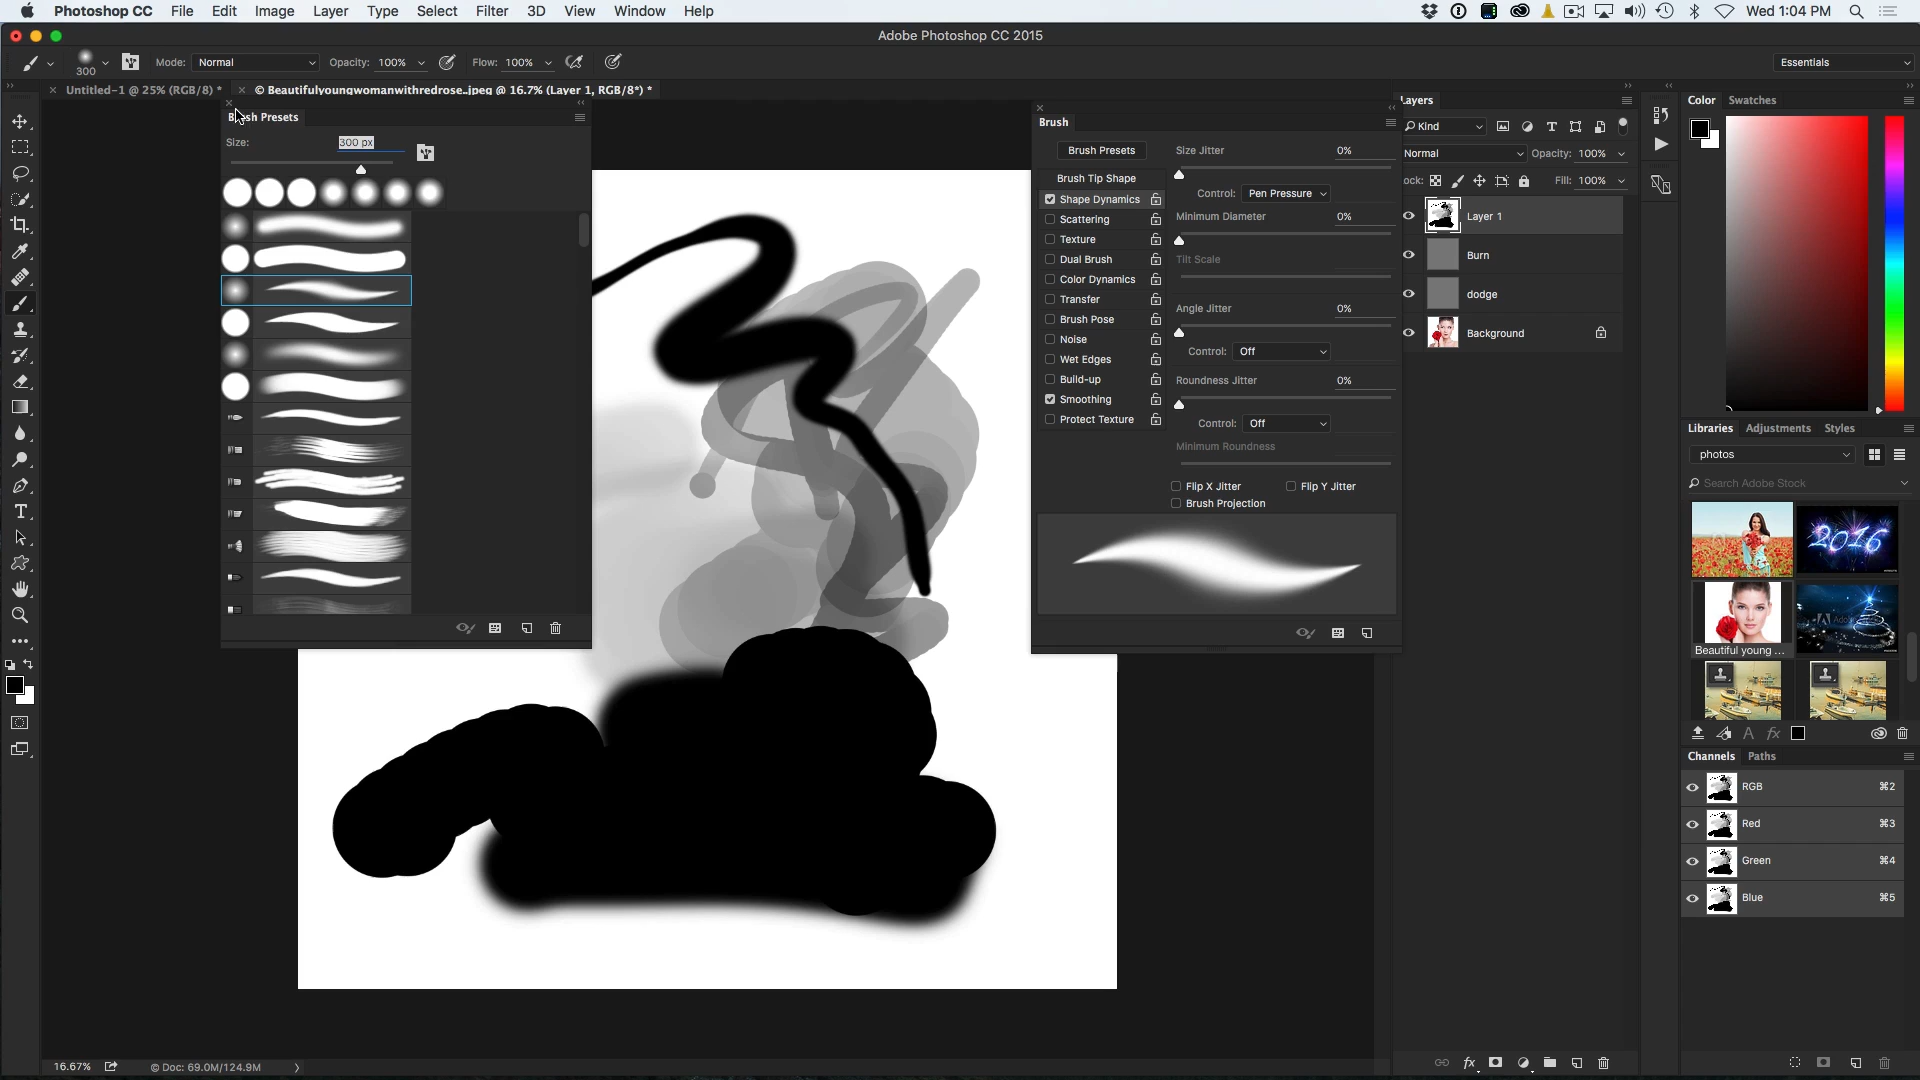 Photoshop CC File Edit Image Layer Type Select Filter 3D View Window Help
Wed 1:04 PM
Adobe Photoshop CC 2015
300 Mode: Normal Opacity: 100% Flow: 100% Essentials
Untitled-1 @ 25% (RGB/8) *
© Beautifulyoungwomanwithredrose..jpeg @ 16.7% (Layer 1, RGB/8*) *
Brush Presets
Size: 300 px
Brush
Brush Presets
Brush Tip Shape
Shape Dynamics
Scattering
Texture
Dual Brush
Color Dynamics
Transfer
Brush Pose
Noise
Wet Edges
Build-up
Smoothing
Protect Texture
Size Jitter 0%
Control: Pen Pressure
Minimum Diameter 0%
Tilt Scale
Angle Jitter 0%
Control: Off
Roundness Jitter 0%
Control: Off
Minimum Roundness
Flip X Jitter Flip Y Jitter
Brush Projection
Layers
Kind
Normal Opacity: 100%
ock: Fill: 100%
Layer 1
Burn
dodge
Background
Color Swatches
Libraries Adjustments Styles
photos
Search Adobe Stock
2016
Beautiful young ...
Channels Paths
RGB ⌘2
Red ⌘3
Green ⌘4
Blue ⌘5
16.67% © Doc: 69.0M/124.9M